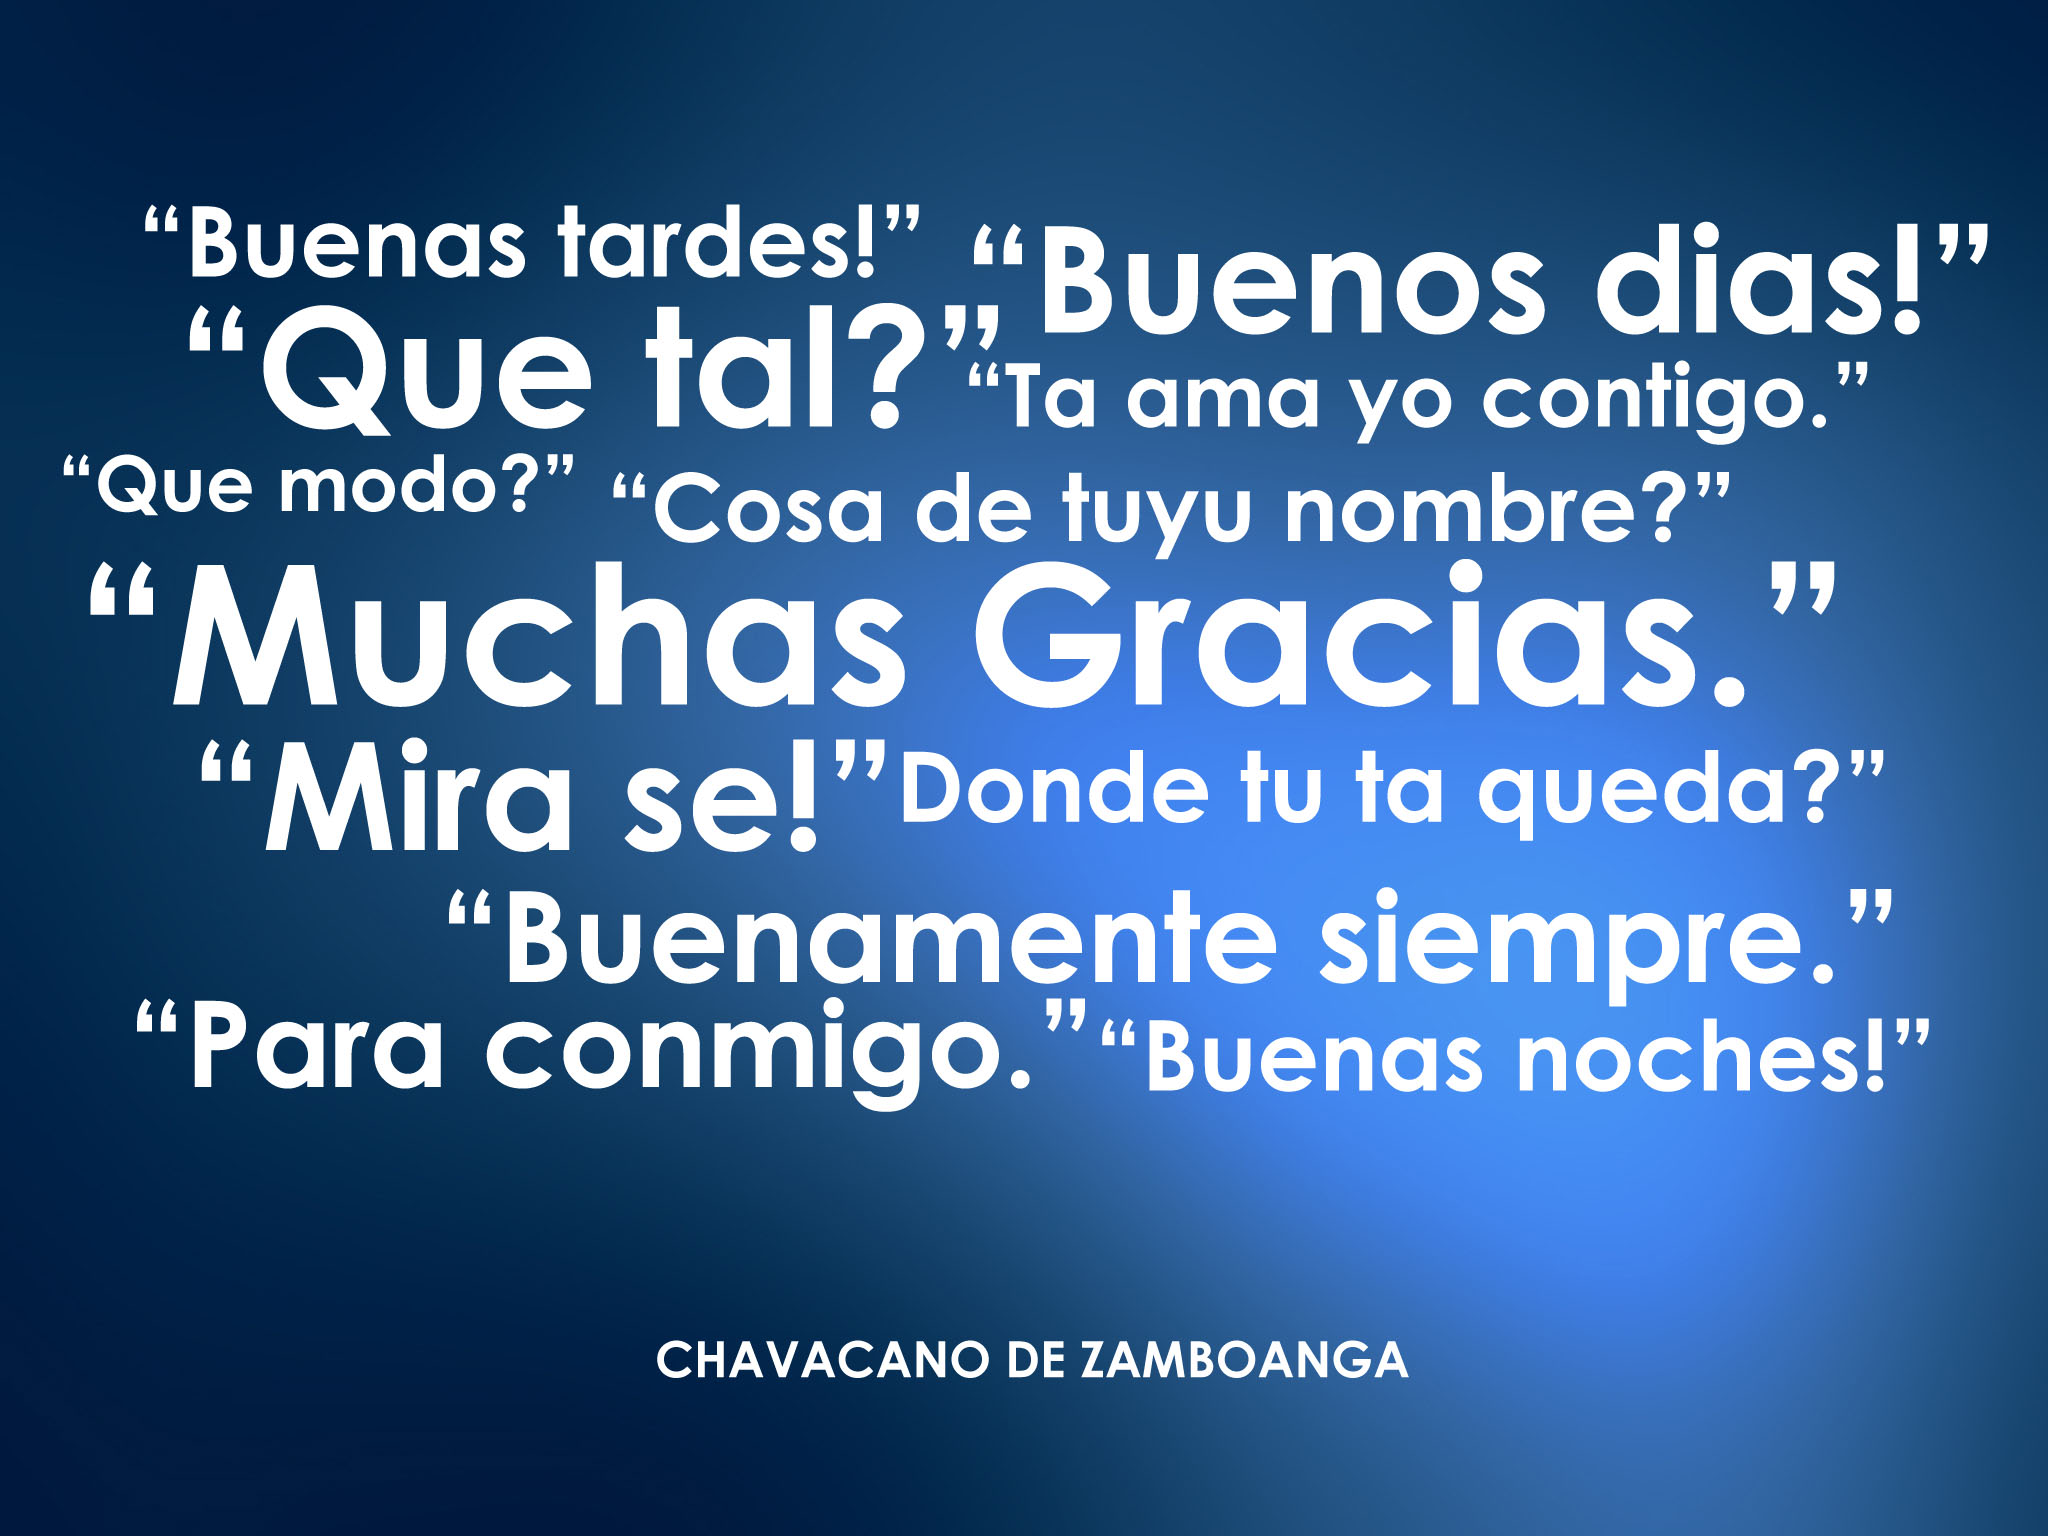 “Buenas tardes!” “Buenos dias!”
“Que tal?” “Ta ama yo contigo.”
“Que modo?” “Cosa de tuyu nombre?”
“Muchas Gracias.”
“Mira se!” Donde tu ta queda?”
“Buenamente siempre.”
“Para conmigo.” “Buenas noches!”
CHAVACANO DE ZAMBOANGA